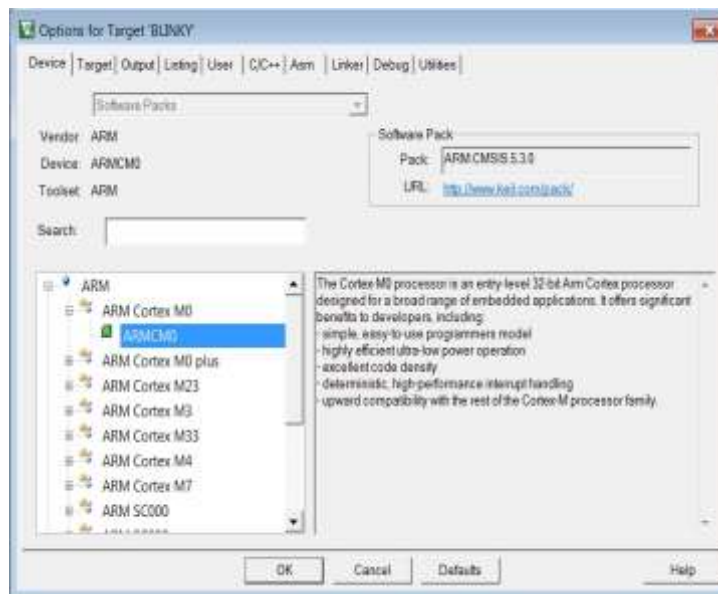 Options for Target 'BLINKY'
Device Target Output Listing User C/C++ Asm Linker Debug Utilities
Software Packs
Software Pack
Vendor: ARM
Pack: ARM.CMSIS.5.3.0
Device: ARMCM0
URL: http://www.keil.com/pack/
Toolset: ARM
Search:
ARM
ARM Cortex M0
ARMCM0
ARM Cortex M0 plus
ARM Cortex M23
ARM Cortex M3
ARM Cortex M33
ARM Cortex M4
ARM Cortex M7
ARM SC000
The Cortex-M0 processor is an entry-level 32-bit Arm Cortex processor
designed for a broad range of embedded applications. It offers significant
benefits to developers, including:
- simple, easy-to-use programmers model
- highly efficient ultra-low power operation
- excellent code density
- deterministic, high-performance interrupt handling
- upward compatibility with the rest of the Cortex-M processor family.
OK Cancel Defaults Help